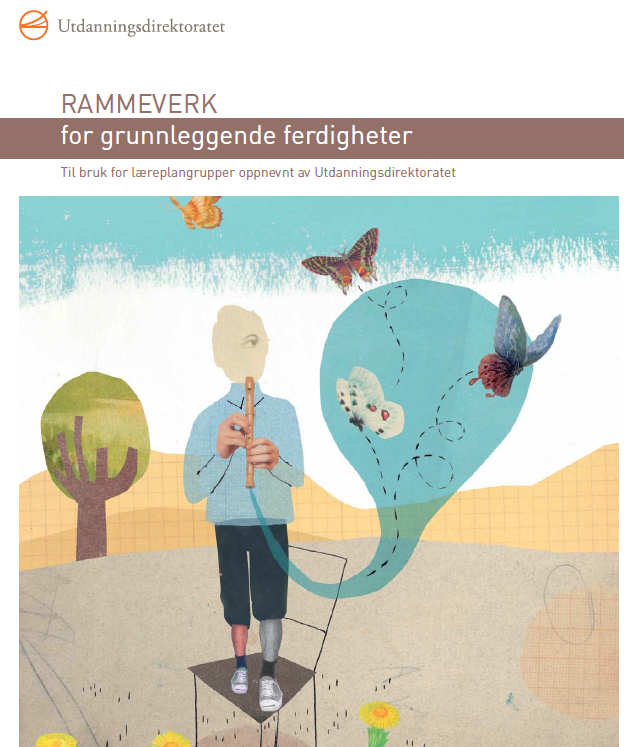 Utdanningsdirektoratet
RAMMEVERK
for grunnleggende ferdigheter
Til bruk for læreplangrupper oppnevnt av Utdanningsdirektoratet